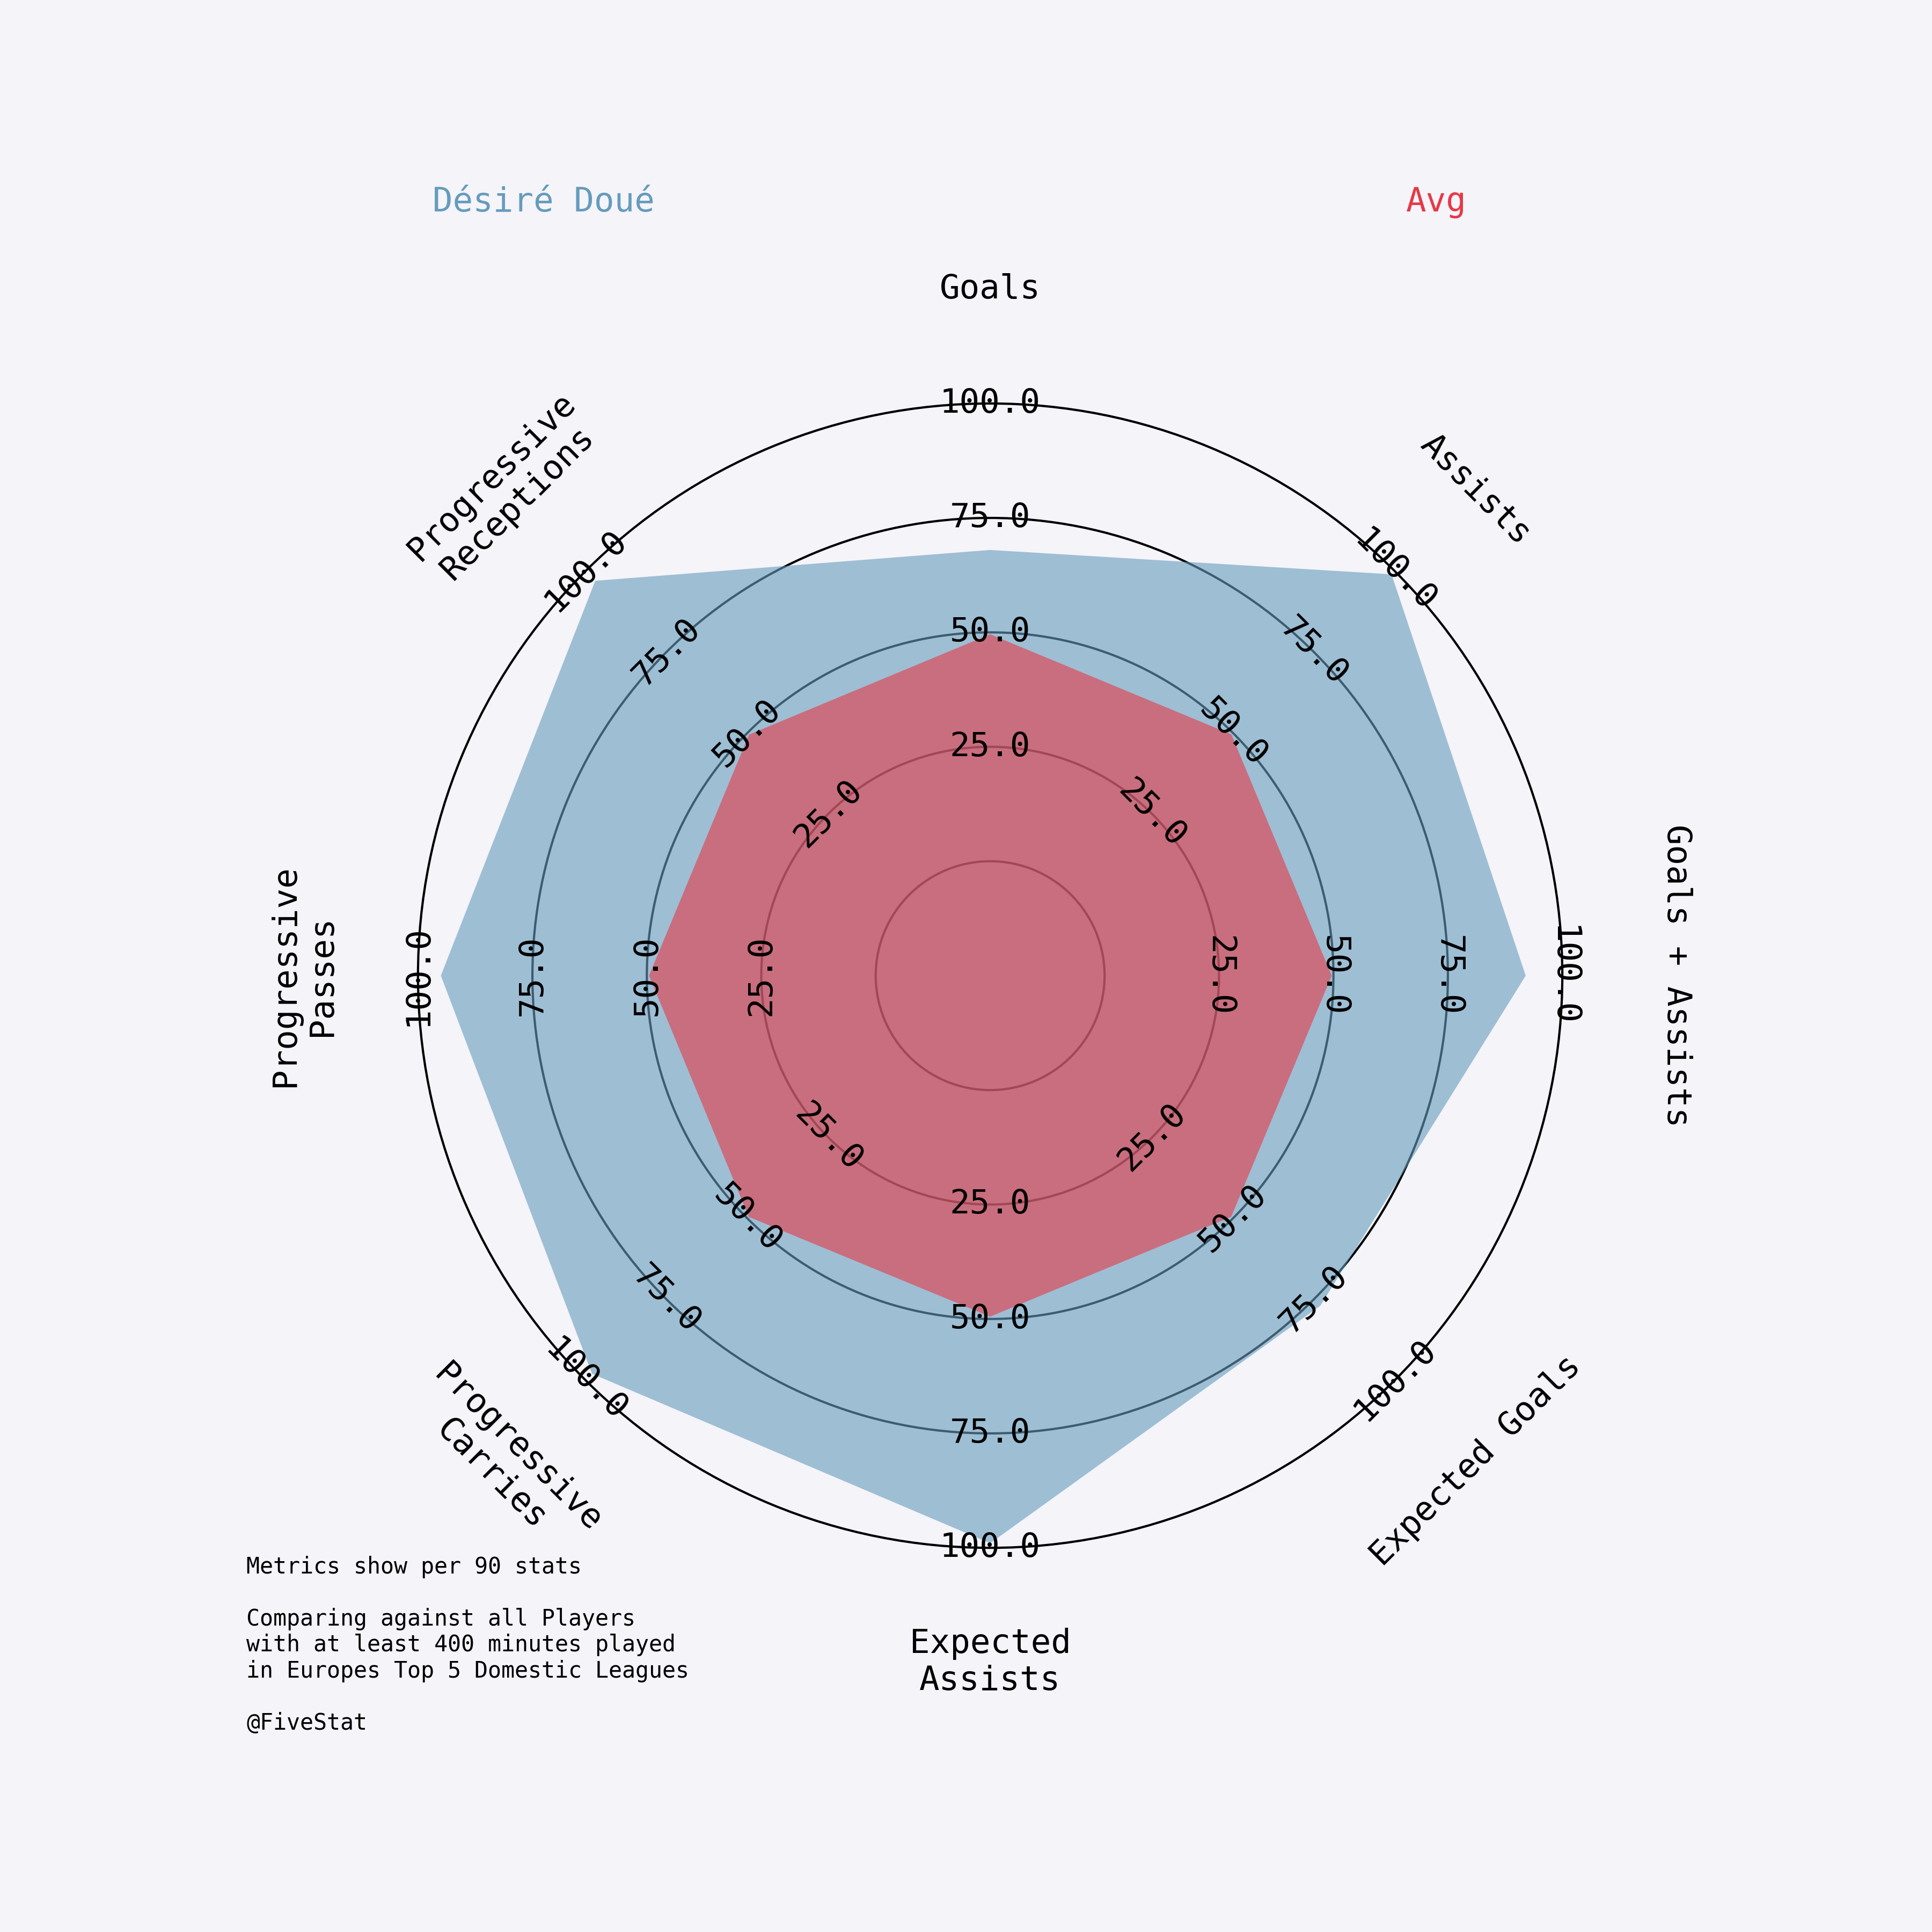 Désiré Doué
Avg
Goals
Assists
Goals + Assists
Expected Goals
Expected
Assists
Progressive
Carries
Progressive
Passes
Progressive
Receptions
25.0
50.0
75.0
100.0
25.0
50.0
75.0
100.0
25.0
50.0
75.0
100.0
25.0
50.0
75.0
100.0
25.0
50.0
75.0
100.0
25.0
50.0
75.0
100.0
25.0
50.0
75.0
100.0
25.0
50.0
75.0
100.0
Metrics show per 90 stats
Comparing against all Players
with at least 400 minutes played
in Europes Top 5 Domestic Leagues
@FiveStat